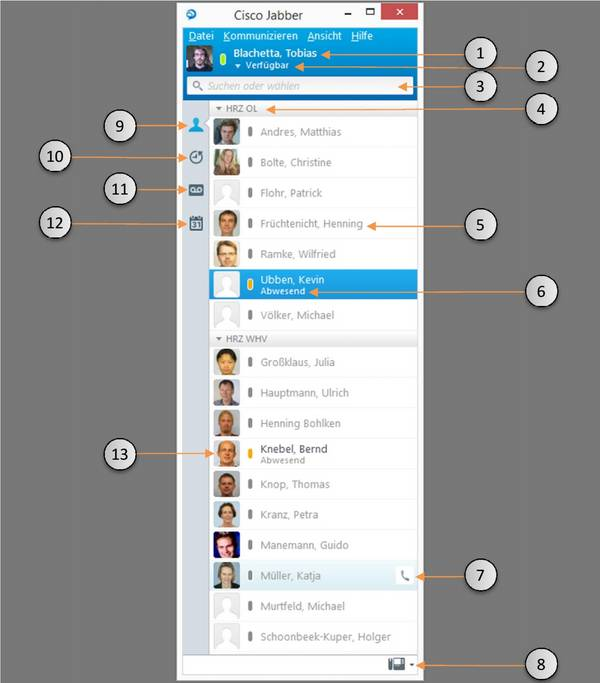 Cisco Jabber
Datei Kommunizieren Ansicht Hilfe
Blachetta, Tobias
1
Verfügbar
2
Suchen oder wählen
3
HRZ OL
4
9
Andres, Matthias
10
Bolte, Christine
11
Flohr, Patrick
12
31
Früchtenicht, Henning
5
Ramke, Wilfried
Ubben, Kevin
Abwesend
6
Völker, Michael
HRZ WHV
Großklaus, Julia
Hauptmann, Ulrich
Henning Bohlken
13
Knebel, Bernd
Abwesend
Knop, Thomas
Kranz, Petra
Manemann, Guido
Müller, Katja
7
Murtfeld, Michael
Schoonbeek-Kuper, Holger
8